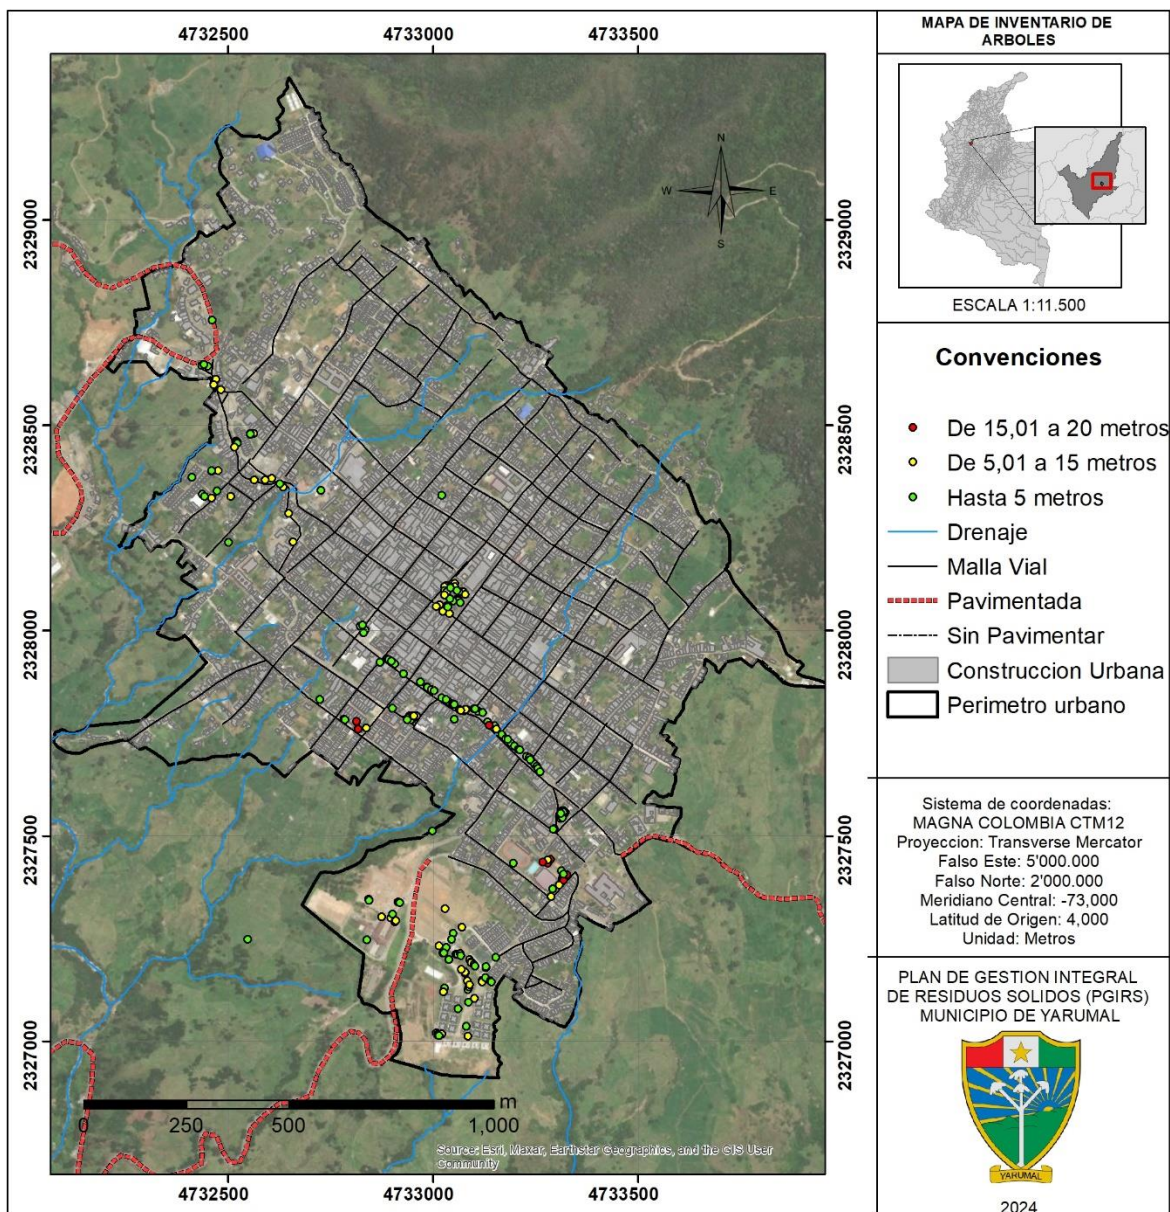 4732500 4733000 4733500
2329000
2328500
2328000
2327500
2327000
N
W E
S
0 250 500 1,000 m
Source: Esri, Maxar, Earthstar Geographics, and the GIS User
Community
2329000
2328500
2328000
2327500
2327000
4732500 4733000 4733500
MAPA DE INVENTARIO DE
ARBOLES
ESCALA 1:11.500
Convenciones
De 15,01 a 20 metros
De 5,01 a 15 metros
Hasta 5 metros
Drenaje
Malla Vial
Pavimentada
Sin Pavimentar
Construccion Urbana
Perimetro urbano
Sistema de coordenadas:
MAGNA COLOMBIA CTM12
Proyeccion: Transverse Mercator
Falso Este: 5'000.000
Falso Norte: 2'000.000
Meridiano Central: -73,000
Latitud de Origen: 4,000
Unidad: Metros
PLAN DE GESTION INTEGRAL
DE RESIDUOS SOLIDOS (PGIRS)
MUNICIPIO DE YARUMAL
YARUMAL
2024